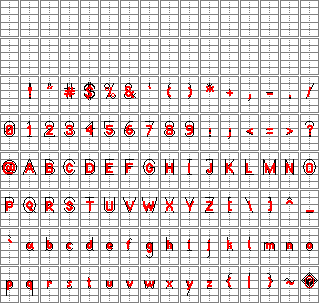 ! " # $ % & ' ( ) * + , - . /
0 1 2 3 4 5 6 7 8 9 : ; < = > ?
@ A B C D E F G H I J K L M N O
P Q R S T U V W X Y Z [ \ ] ^ _
` a b c d e f g h i j k l m n o
p q r s t u v w x y z { | } ~